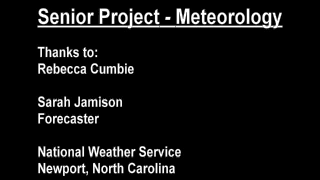 Senior Project - Meteorology
Thanks to:
Rebecca Cumbie
Sarah Jamison
Forecaster
National Weather Service
Newport, North Carolina